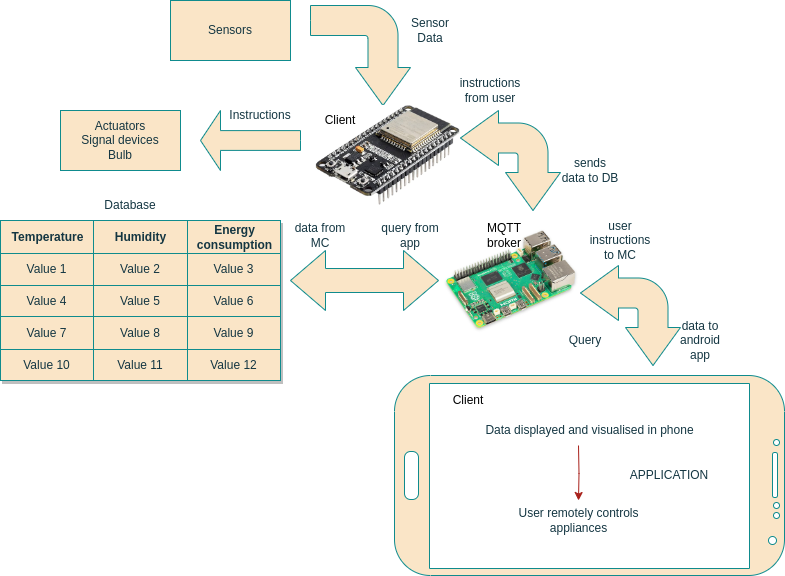 Sensors
Sensor
Data
instructions
from user
Instructions
Client
Actuators
Signal devices
Bulb
sends
data to DB
Database
Temperature
Humidity
Energy
consumption
Value 1
Value 2
Value 3
Value 4
Value 5
Value 6
Value 7
Value 8
Value 9
Value 10
Value 11
Value 12
data from
MC
query from
app
MQTT
broker
user
instructions
to MC
Query
data to
android
app
Client
Data displayed and visualised in phone
APPLICATION
User remotely controls
appliances